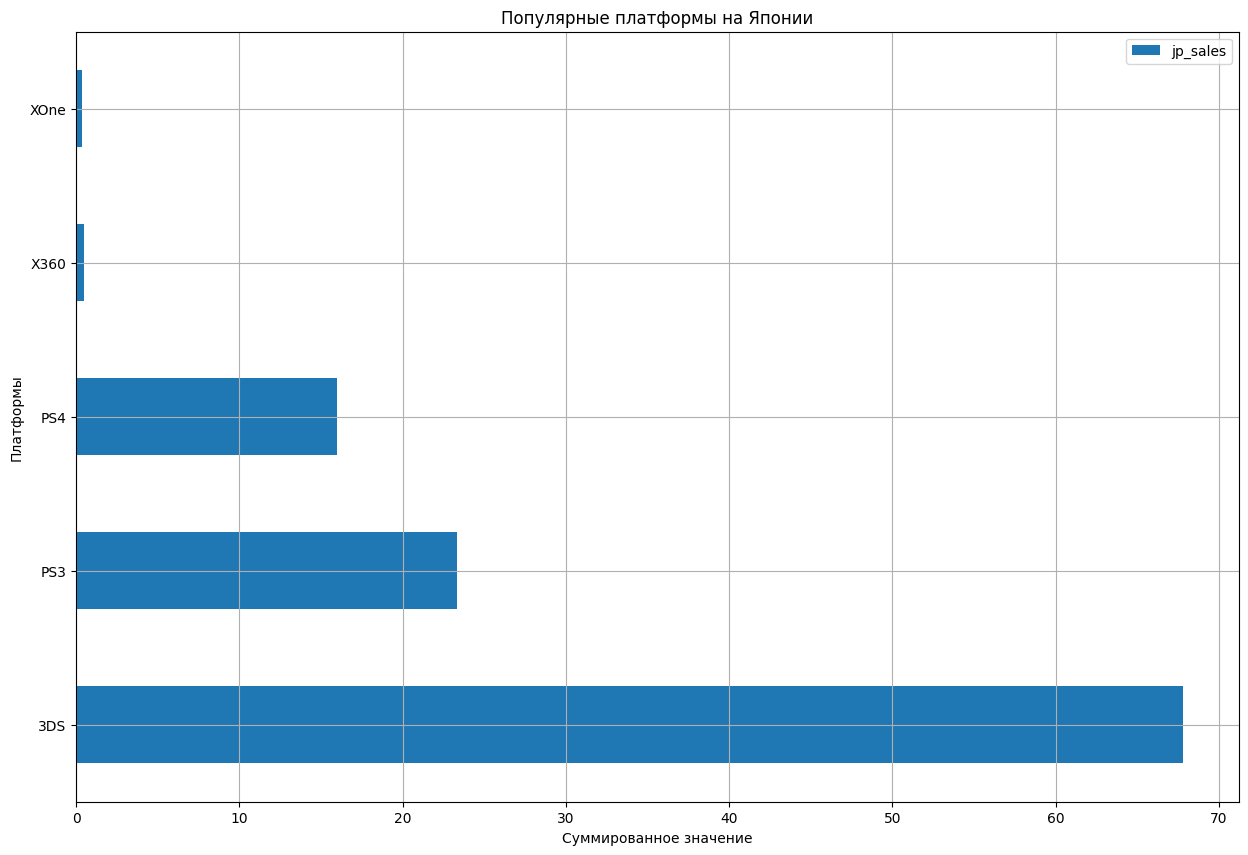 Популярные платформы на Японии
jp_sales
XOne
X360
PS4
PS3
3DS
Платформы
0 10 20 30 40 50 60 70
Суммированное значение